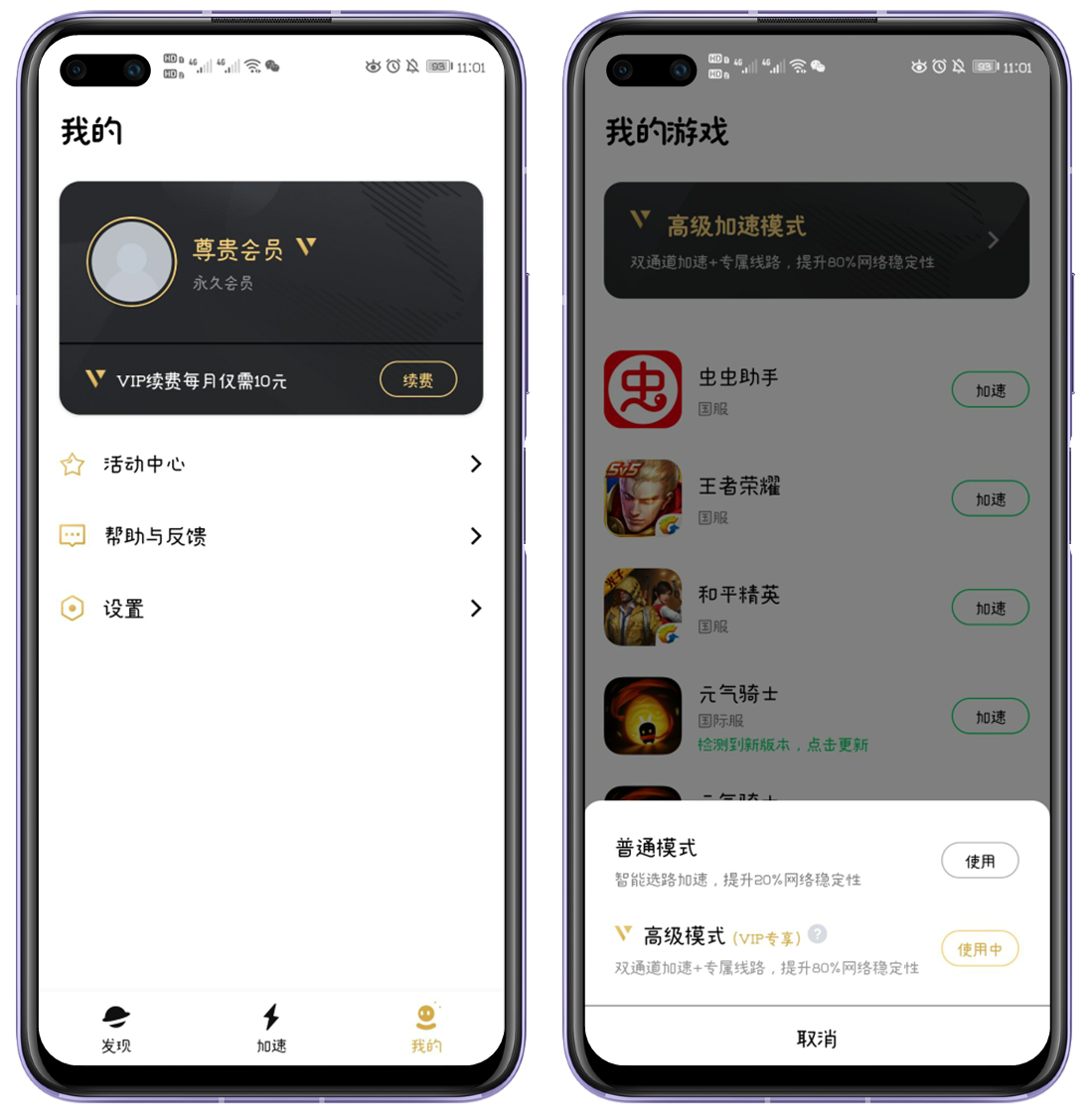 11:01
我的
尊贵会员
永久会员
VIP续费每月仅需10元
续费
活动中心
帮助与反馈
设置
发现
加速
我的
11:01
我的游戏
高级加速模式
双通道加速+专属线路，提升80%网络稳定性
虫虫助手
国服
加速
5v5
王者荣耀
国服
加速
和平精英
国服
加速
元气骑士
国际服
检测到新版本，点击更新
加速
元气骑士
普通模式
智能选路加速，提升20%网络稳定性
使用
高级模式 (VIP专享) ?
双通道加速+专属线路，提升80%网络稳定性
使用中
取消